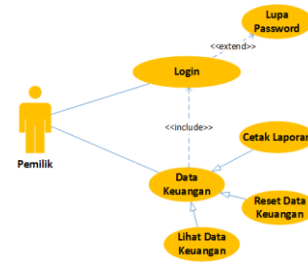 Lupa
Password
<<extend>>
Login
<<include>>
Cetak Laporan
Pemilik
Data
Keuangan
Reset Data
Keuangan
Lihat Data
Keuangan